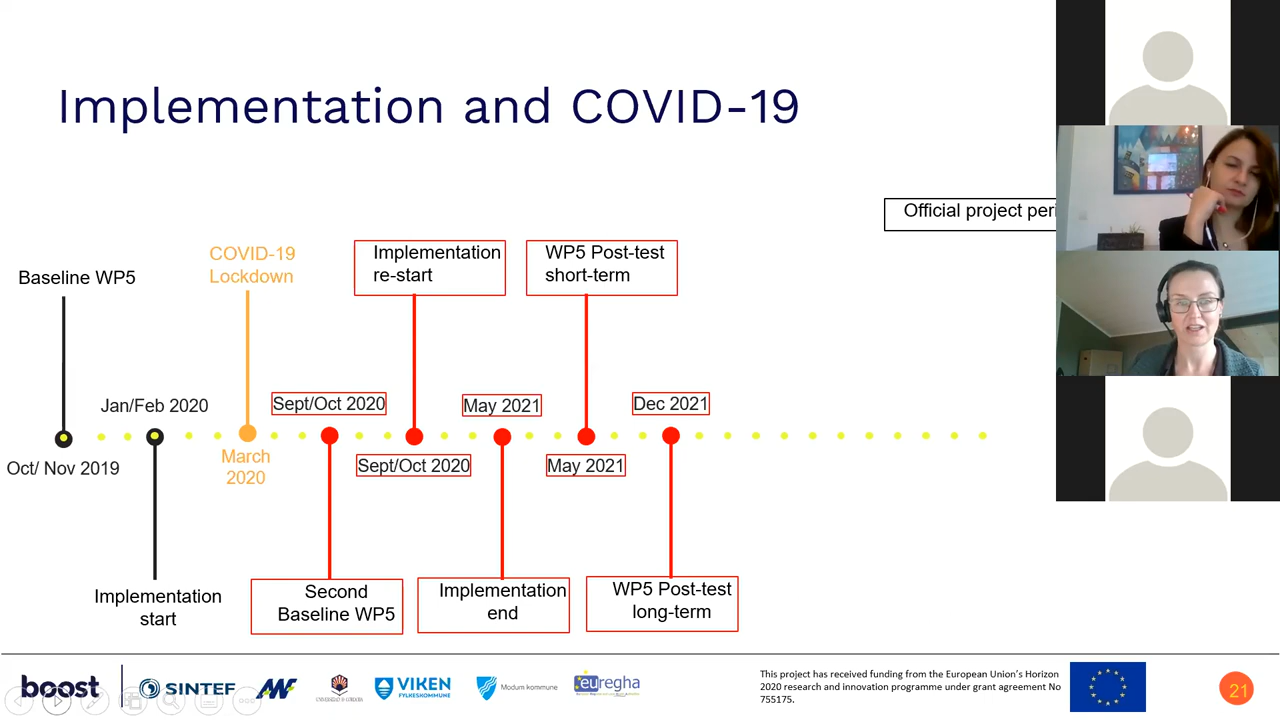 Implementation and COVID-19
Official project peri
Baseline WP5
COVID-19
Lockdown
Implementation
re-start
WP5 Post-test
short-term
Jan/Feb 2020
Sept/Oct 2020
May 2021
Dec 2021
Oct/ Nov 2019
March
2020
Sept/Oct 2020
May 2021
Implementation
start
Second
Baseline WP5
Implementation
end
WP5 Post-test
long-term
boost
SINTEF
VIKEN
FYLKESKOMMUNE
Modum kommune
euregha
This project has received funding from the European Union's Horizon
2020 research and innovation programme under grant agreement No
755175.
21